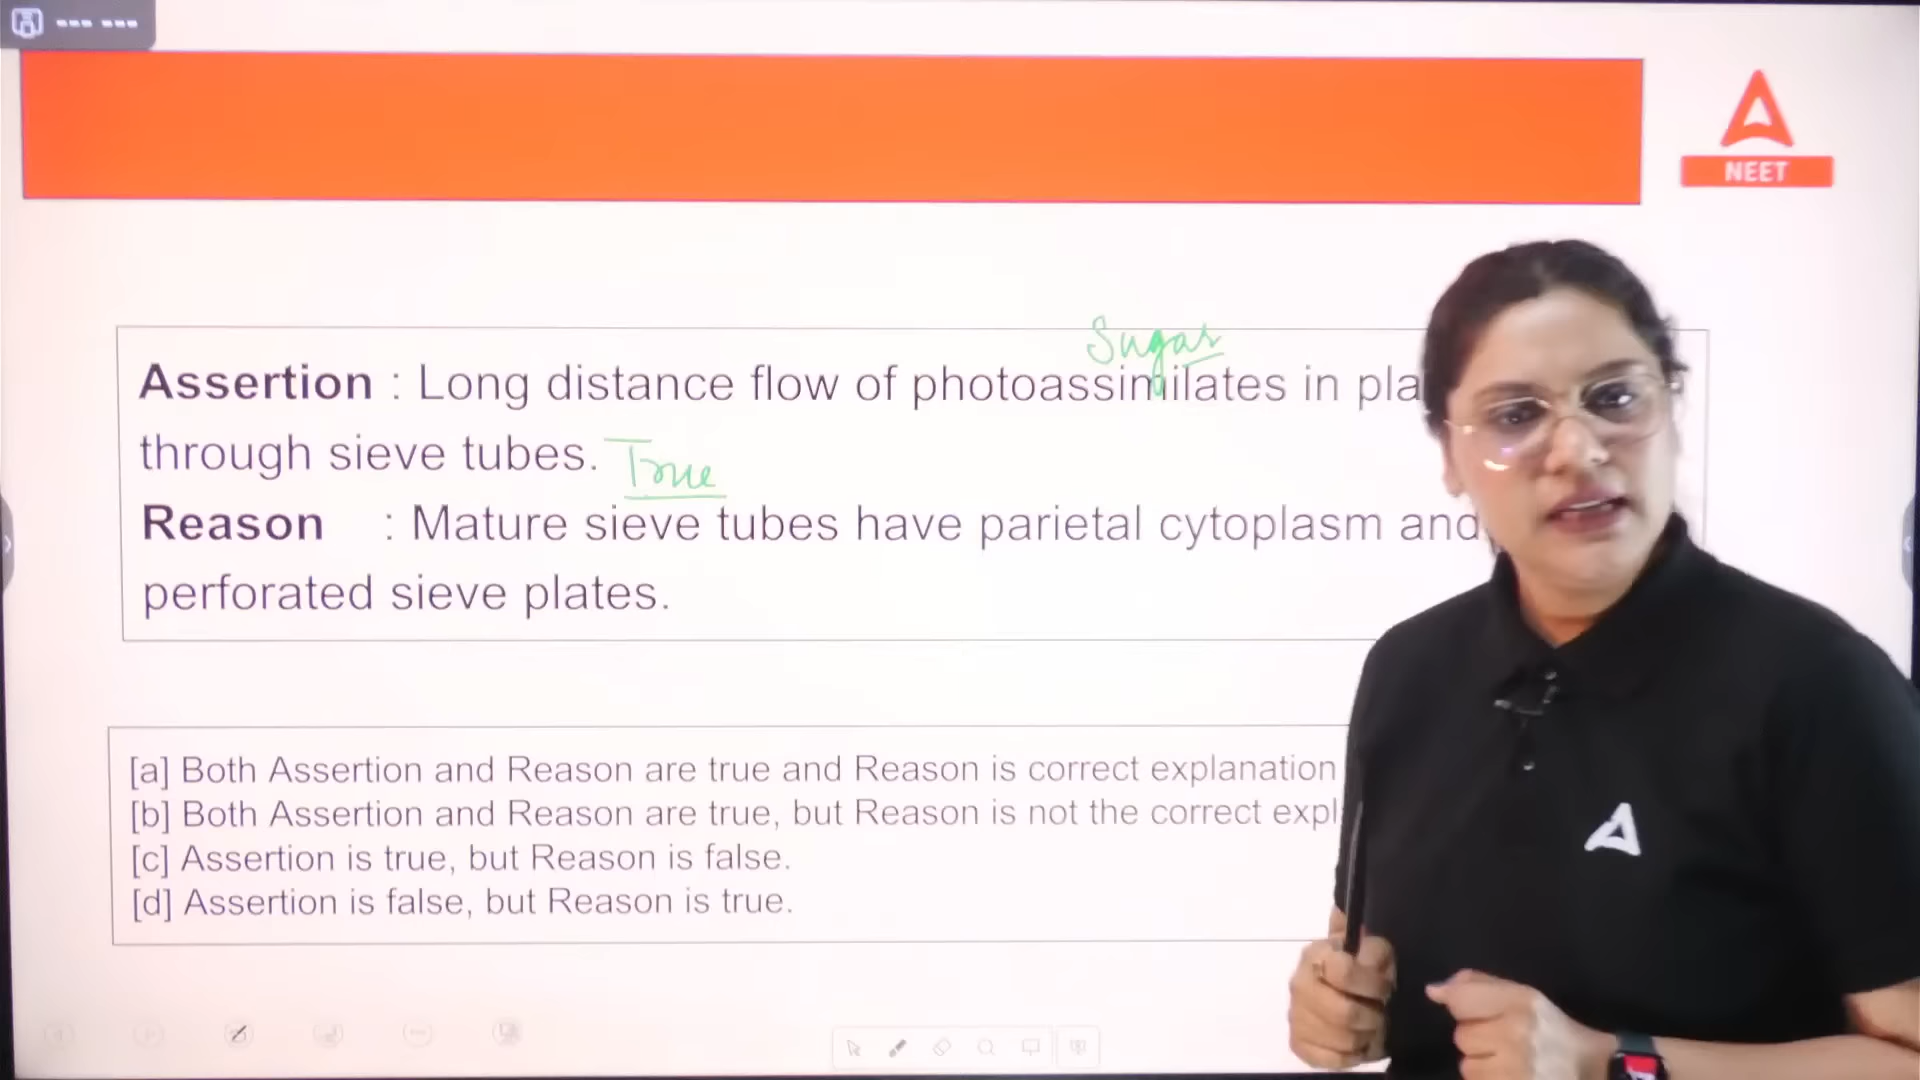 NEET
Sugar
Assertion : Long distance flow of photoassimilates in pla
through sieve tubes. True
Reason : Mature sieve tubes have parietal cytoplasm and
perforated sieve plates.
[a] Both Assertion and Reason are true and Reason is correct explanation
[b] Both Assertion and Reason are true, but Reason is not the correct expl
[c] Assertion is true, but Reason is false.
[d] Assertion is false, but Reason is true.